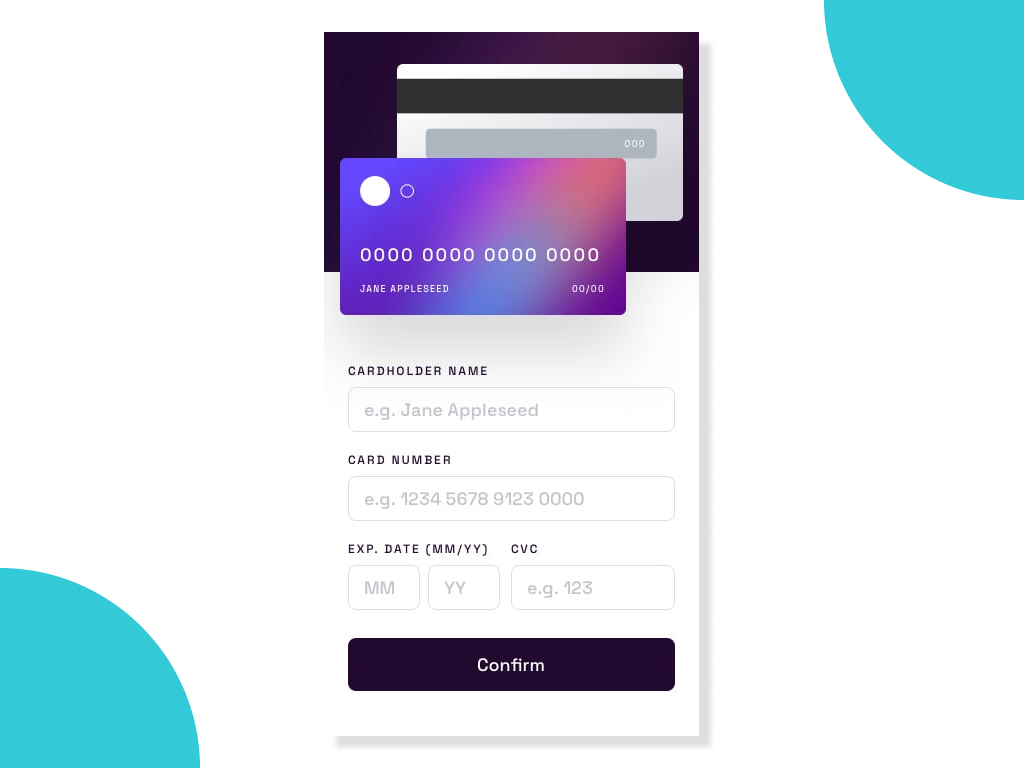 000
0000 0000 0000 0000
JANE APPLESEED 00/00
CARDHOLDER NAME
e.g. Jane Appleseed
CARD NUMBER
e.g. 1234 5678 9123 0000
EXP. DATE (MM/YY) CVC
MM YY e.g. 123
Confirm